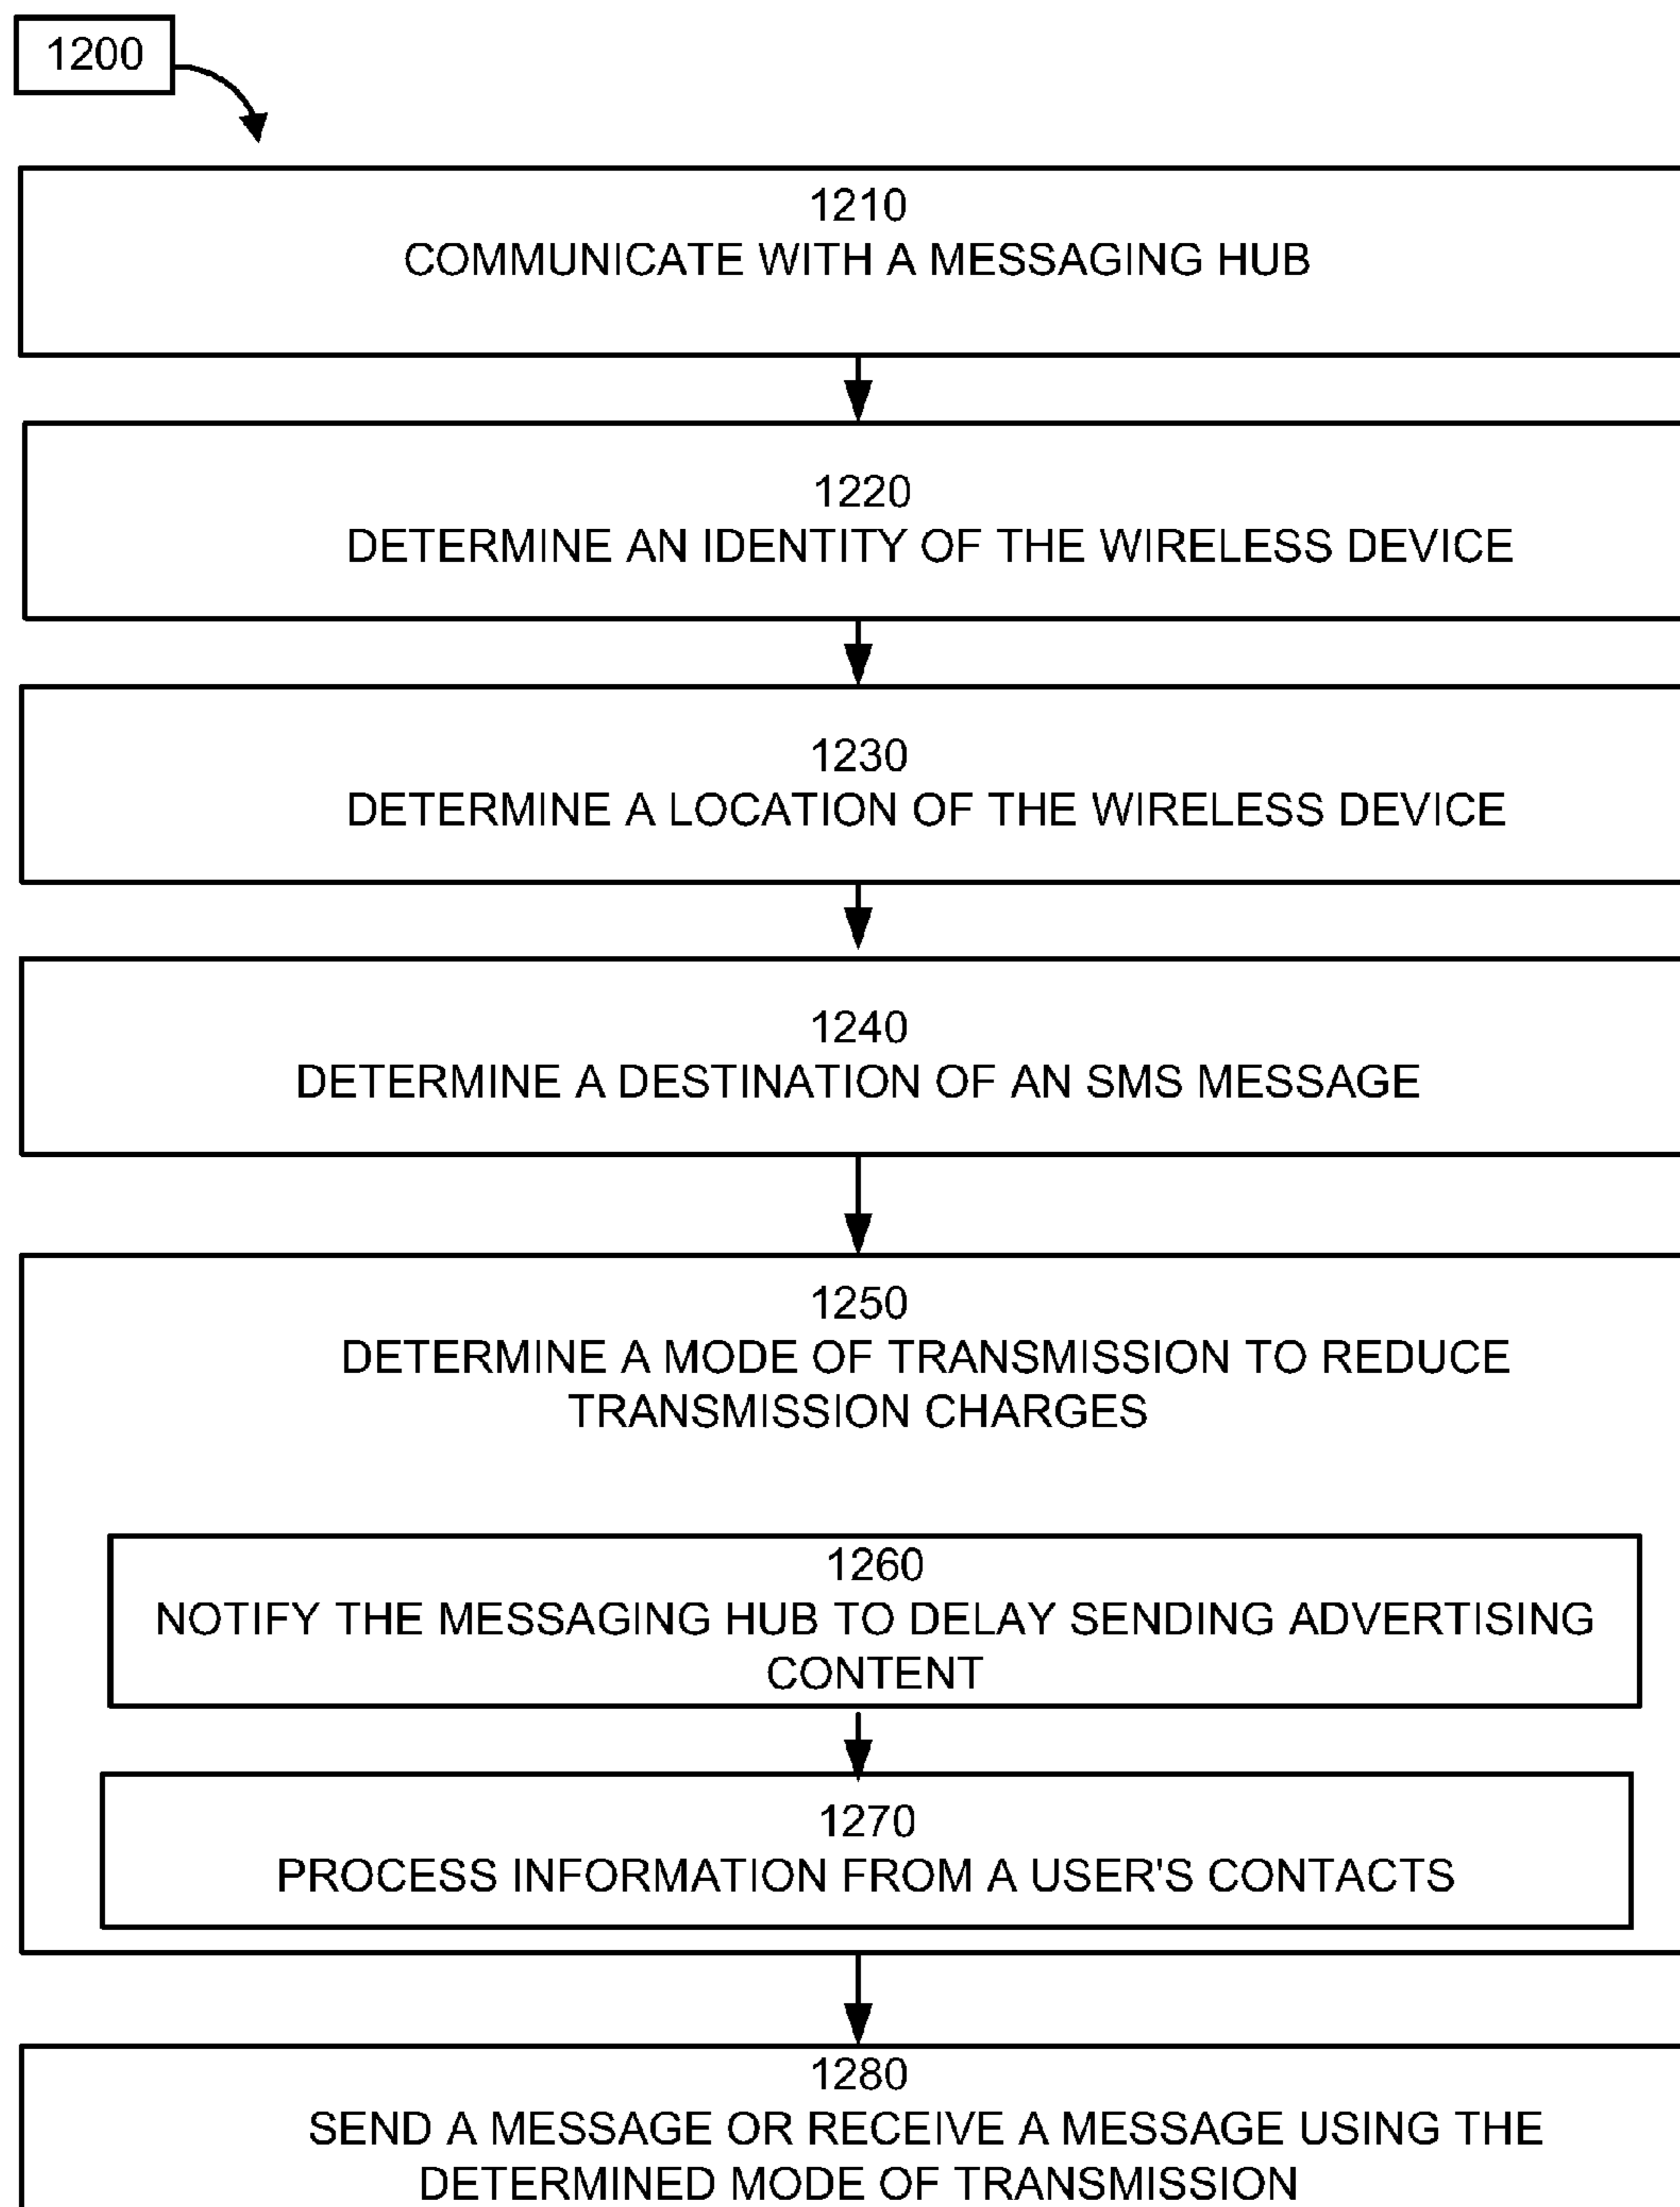 1200
1210
COMMUNICATE WITH A MESSAGING HUB
1220
DETERMINE AN IDENTITY OF THE WIRELESS DEVICE
1230
DETERMINE A LOCATION OF THE WIRELESS DEVICE
1240
DETERMINE A DESTINATION OF AN SMS MESSAGE
1250
DETERMINE A MODE OF TRANSMISSION TO REDUCE
TRANSMISSION CHARGES
1260
NOTIFY THE MESSAGING HUB TO DELAY SENDING ADVERTISING
CONTENT
1270
PROCESS INFORMATION FROM A USER'S CONTACTS
1280
SEND A MESSAGE OR RECEIVE A MESSAGE USING THE
DETERMINED MODE OF TRANSMISSION